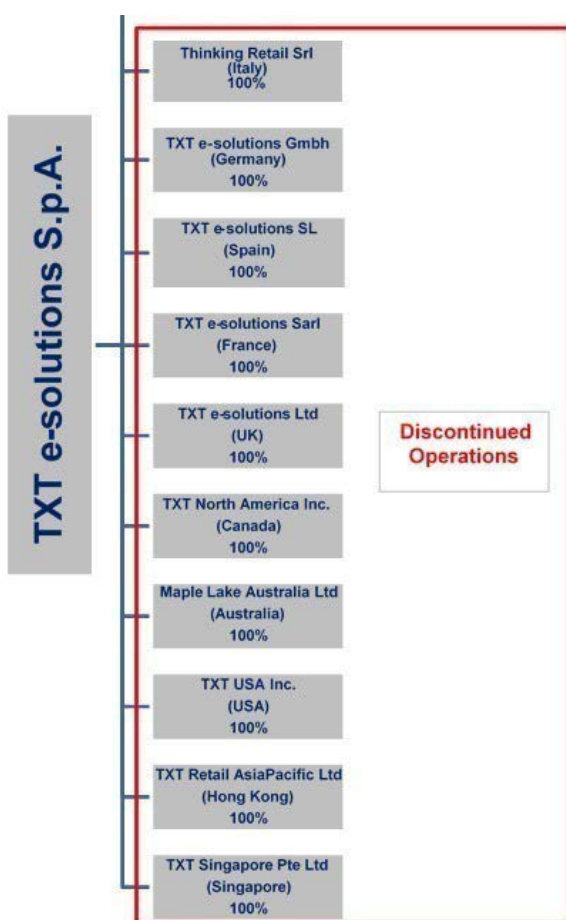 TXT e-solutions S.p.A.
Thinking Retail Srl
(Italy)
100%
TXT e-solutions Gmbh
(Germany)
100%
TXT e-solutions SL
(Spain)
100%
TXT e-solutions Sarl
(France)
100%
TXT e-solutions Ltd
(UK)
100%
TXT North America Inc.
(Canada)
100%
Maple Lake Australia Ltd
(Australia)
100%
TXT USA Inc.
(USA)
100%
TXT Retail AsiaPacific Ltd
(Hong Kong)
100%
TXT Singapore Pte Ltd
(Singapore)
100%
Discontinued
Operations